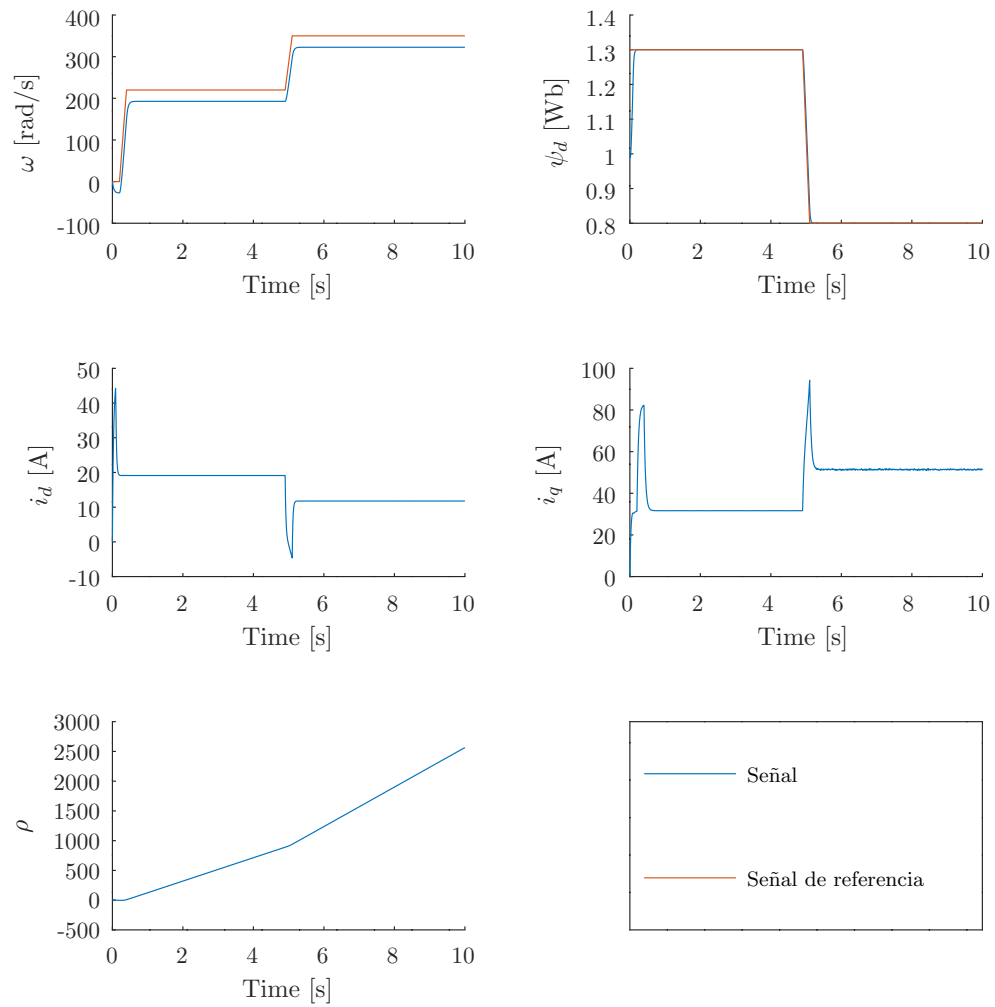 400
300
200
100
0
-100
ω [rad/s]
0 2 4 6 8 10
Time [s]
1.4
1.3
1.2
1.1
1
0.9
0.8
ψd [Wb]
0 2 4 6 8 10
Time [s]
50
40
30
20
10
0
-10
id [A]
0 2 4 6 8 10
Time [s]
100
80
60
40
20
0
iq [A]
0 2 4 6 8 10
Time [s]
3000
2500
2000
1500
1000
500
0
-500
ρ
0 2 4 6 8 10
Time [s]
Señal
Señal de referencia